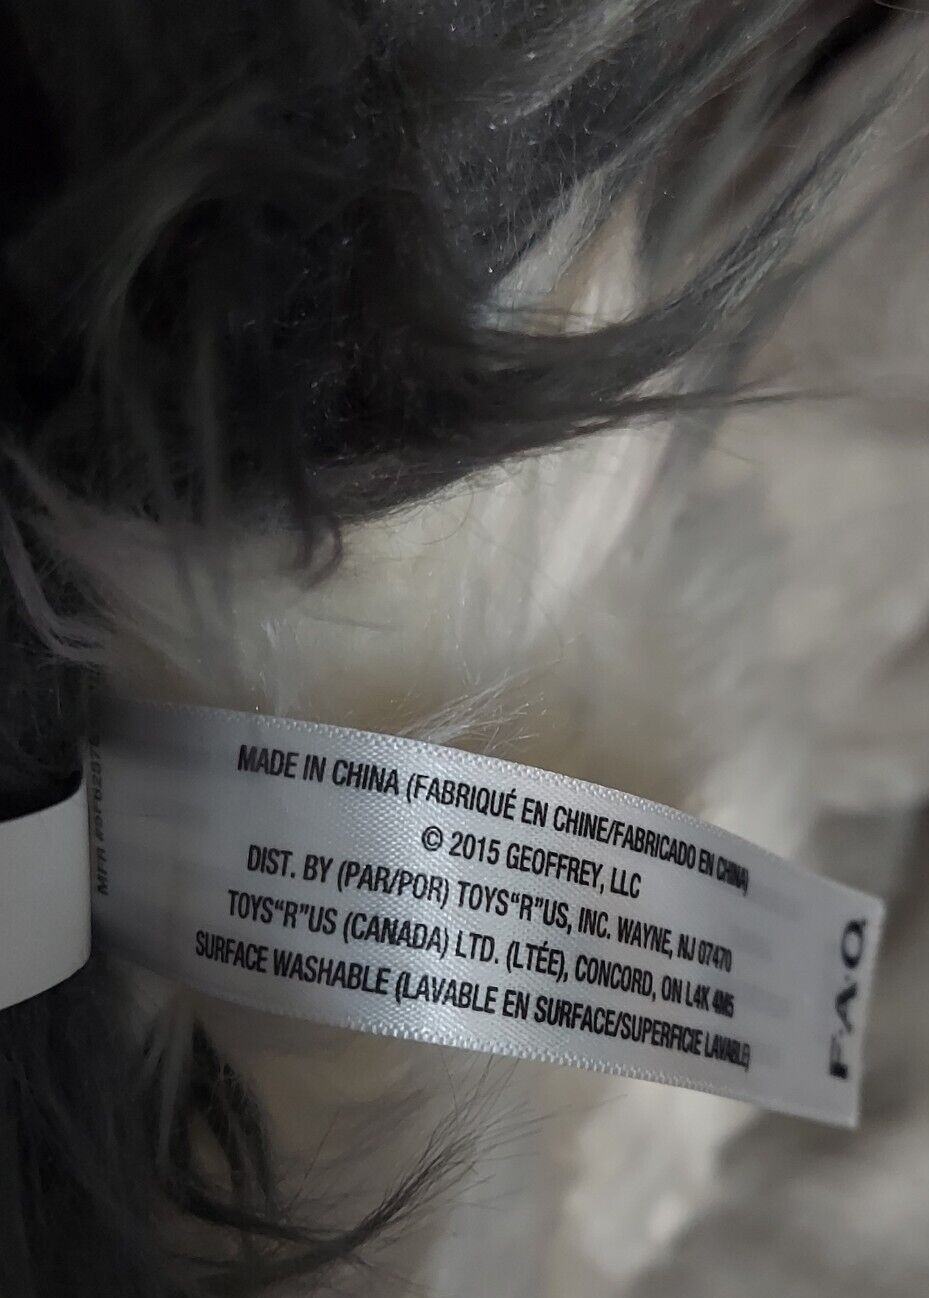 MADE IN CHINA (FABRIQUÉ EN CHINE/FABRICADO EN CHINA)
© 2015 GEOFFREY, LLC
DIST. BY (PAR/POR) TOYS“R”US, INC. WAYNE, NJ 07470
TOYS“R”US (CANADA) LTD. (LTÉE), CONCORD, ON L4K 4M5
SURFACE WASHABLE (LAVABLE EN SURFACE/SUPERFICIE LAVABLE)
FAO
MFR